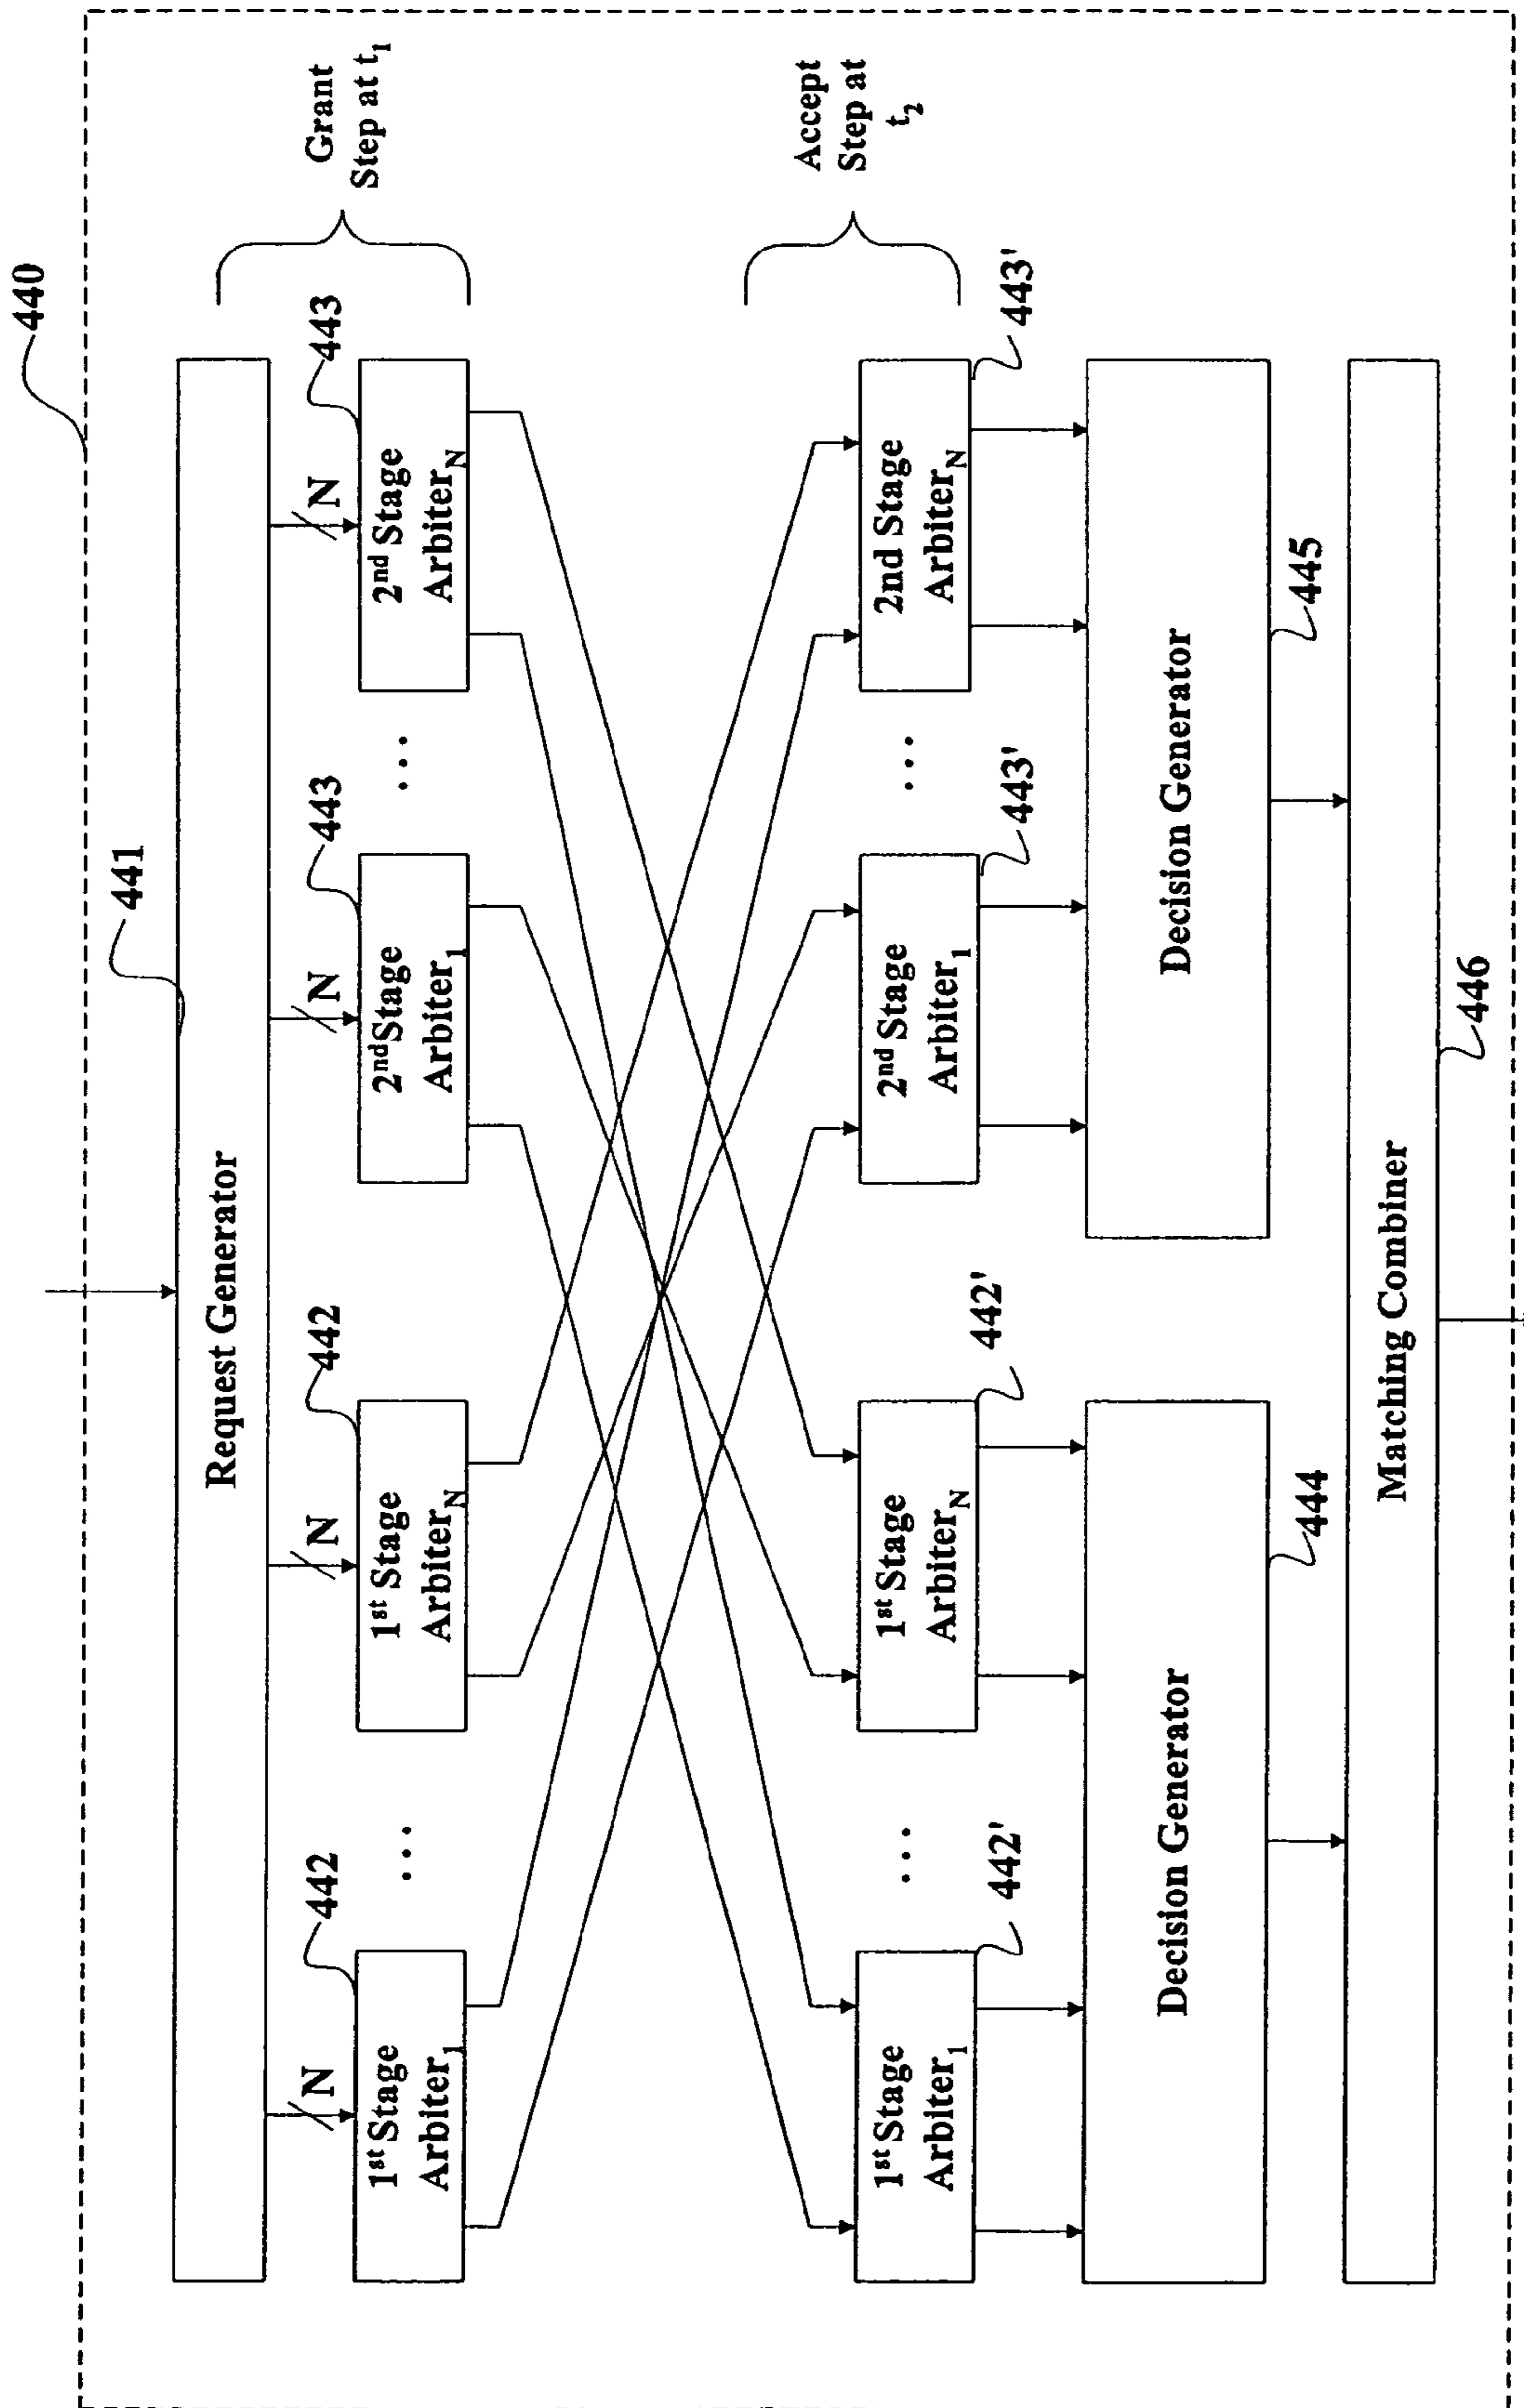 440
441
Request Generator
Grant
Step at t1
N
N
N
N
442
442
443
443
1st Stage
Arbiter1
...
1st Stage
ArbiterN
2nd Stage
Arbiter1
...
2nd Stage
ArbiterN
Accept
Step at
t2
1st Stage
Arbiter1
...
1st Stage
ArbiterN
2nd Stage
Arbiter1
...
2nd Stage
ArbiterN
442'
442'
443'
443'
Decision Generator
Decision Generator
444
445
Matching Combiner
446